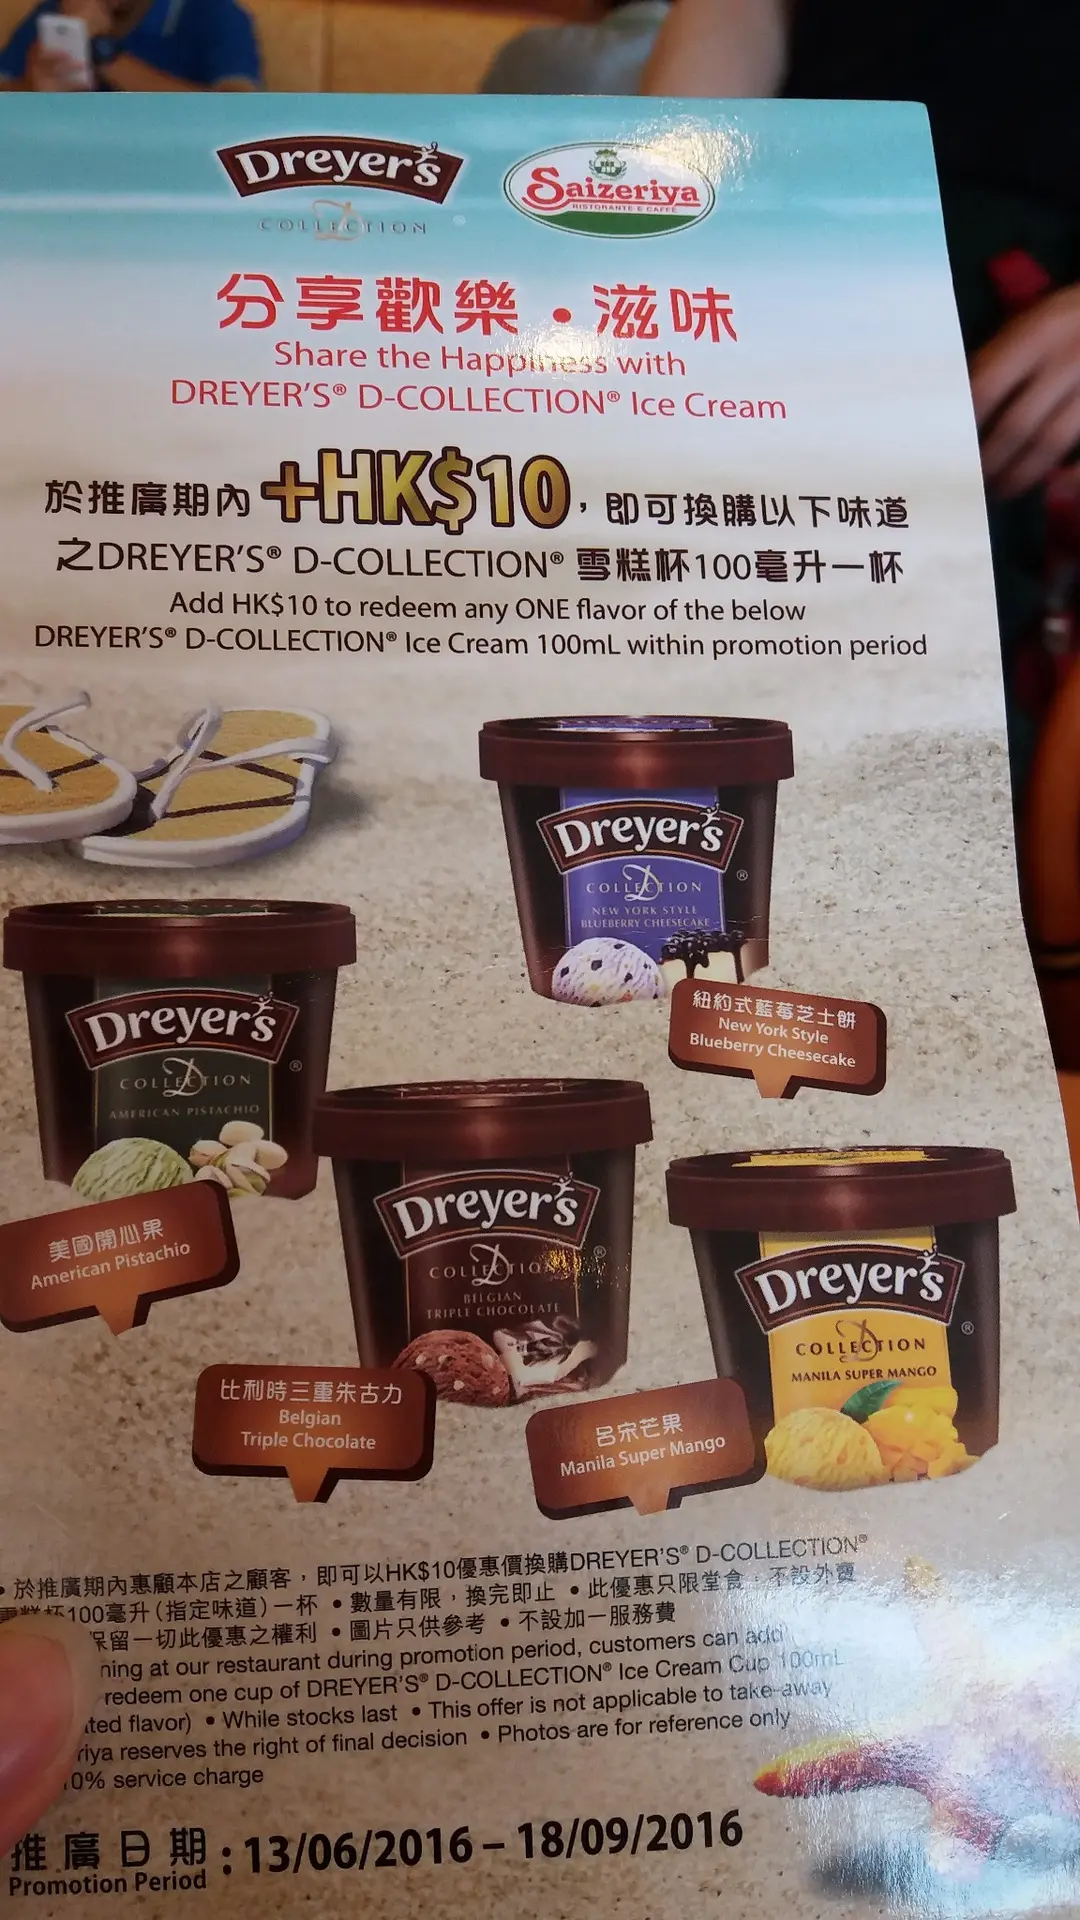 Dreyer's
COLLECTION
Saizeriya
RISTORANTE E CAFFÈ
分享歡樂·滋味
Share the Happiness with
DREYER'S® D-COLLECTION® Ice Cream
於推廣期內+HK$10，即可換購以下味道
之DREYER'S® D-COLLECTION® 雪糕杯100毫升一杯
Add HK$10 to redeem any ONE flavor of the below
DREYER'S® D-COLLECTION® Ice Cream 100mL within promotion period
Dreyer's
COLLECTION
NEW YORK STYLE
BLUEBERRY CHEESECAKE
紐約式藍莓芝士餅
New York Style
Blueberry Cheesecake
Dreyer's
COLLECTION
AMERICAN PISTACHIO
美國開心果
American Pistachio
Dreyer's
COLLECTION
BELGIAN
TRIPLE CHOCOLATE
比利時三重朱古力
Belgian
Triple Chocolate
Dreyer's
COLLECTION
MANILA SUPER MANGO
呂宋芒果
Manila Super Mango
• 於推廣期內惠顧本店之顧客，即可以HK$10優惠價換購DREYER'S® D-COLLECTION®
杯100毫升(指定味道)一杯 • 數量有限，換完即止 • 此優惠只限堂食，不設外賣
保留一切此優惠之權利 • 圖片只供參考 • 不設加一服務費
at our restaurant during promotion period, customers can add
redeem one cup of DREYER'S® D-COLLECTION® Ice Cream Cup 100mL
flavor) • While stocks last • This offer is not applicable to take-away
reserves the right of final decision • Photos are for reference only
service charge
推廣日期 : 13/06/2016 – 18/09/2016
Promotion Period